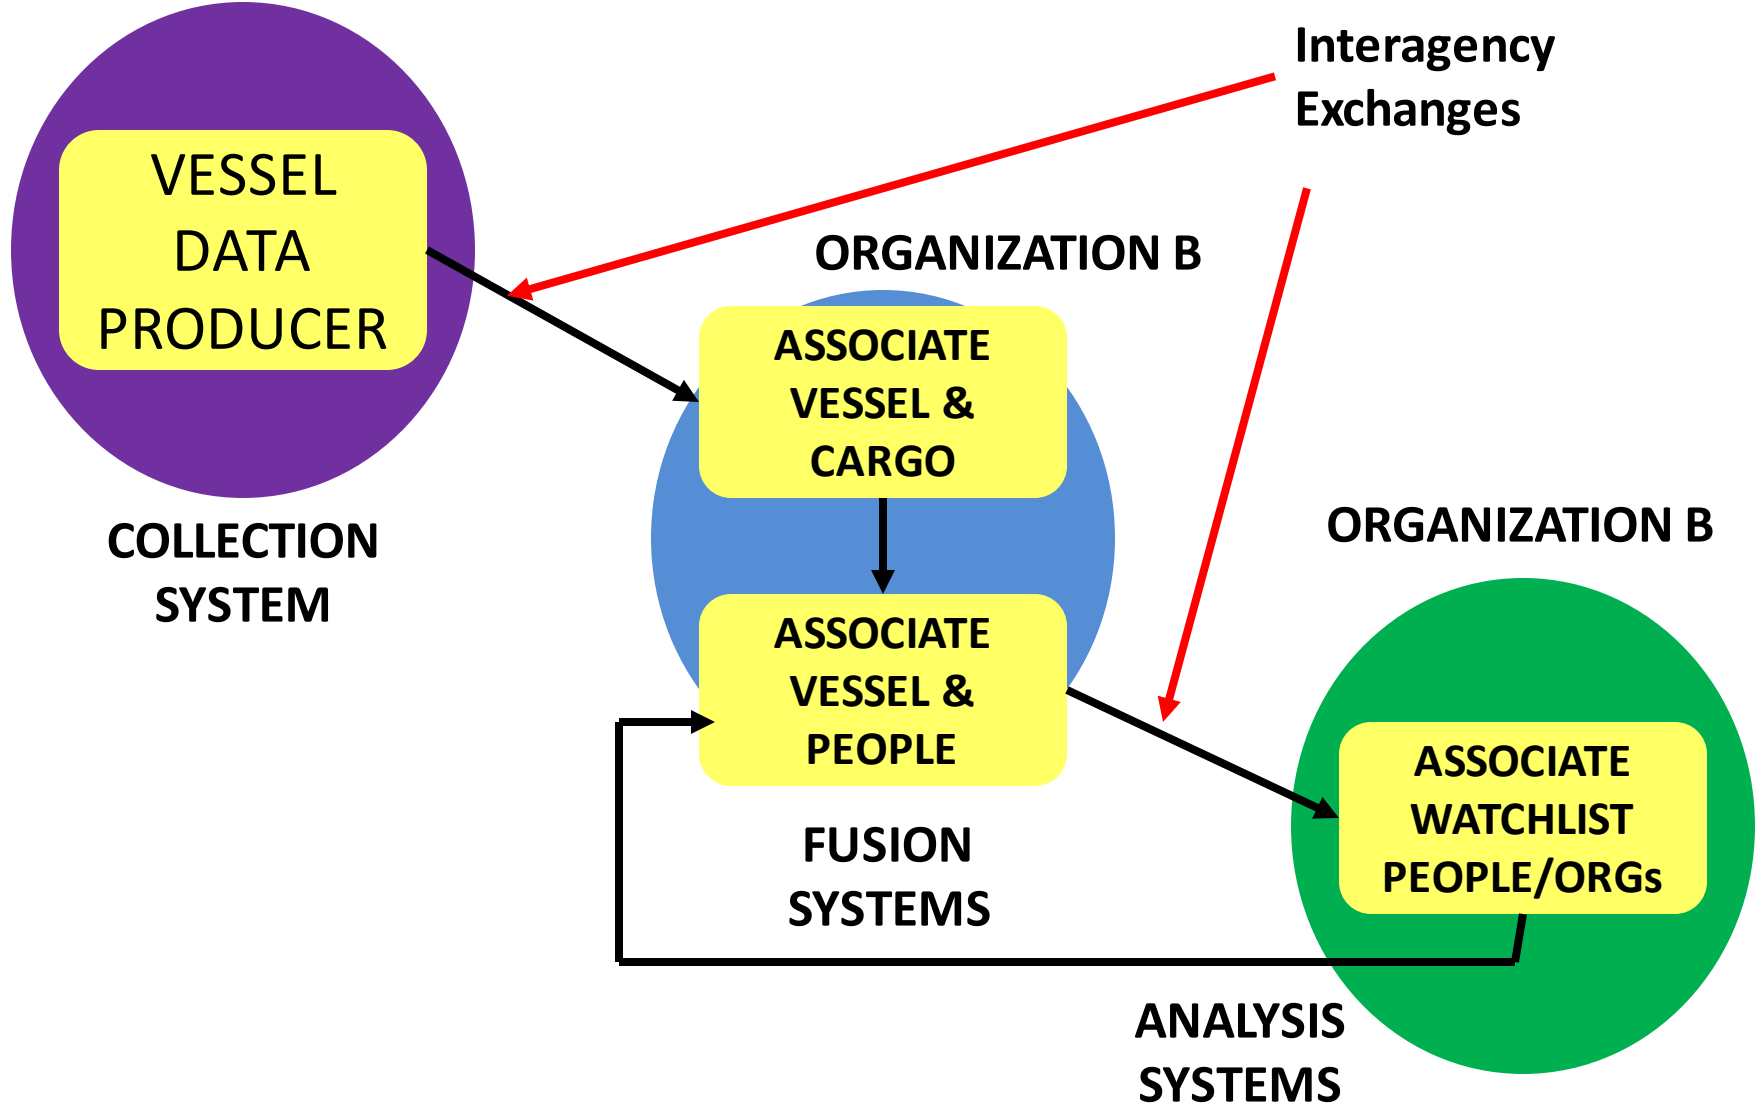 VESSEL
DATA
PRODUCER
COLLECTION
SYSTEM
Interagency
Exchanges
ORGANIZATION B
ASSOCIATE
VESSEL &
CARGO
ASSOCIATE
VESSEL &
PEOPLE
FUSION
SYSTEMS
ORGANIZATION B
ASSOCIATE
WATCHLIST
PEOPLE/ORGs
ANALYSIS
SYSTEMS